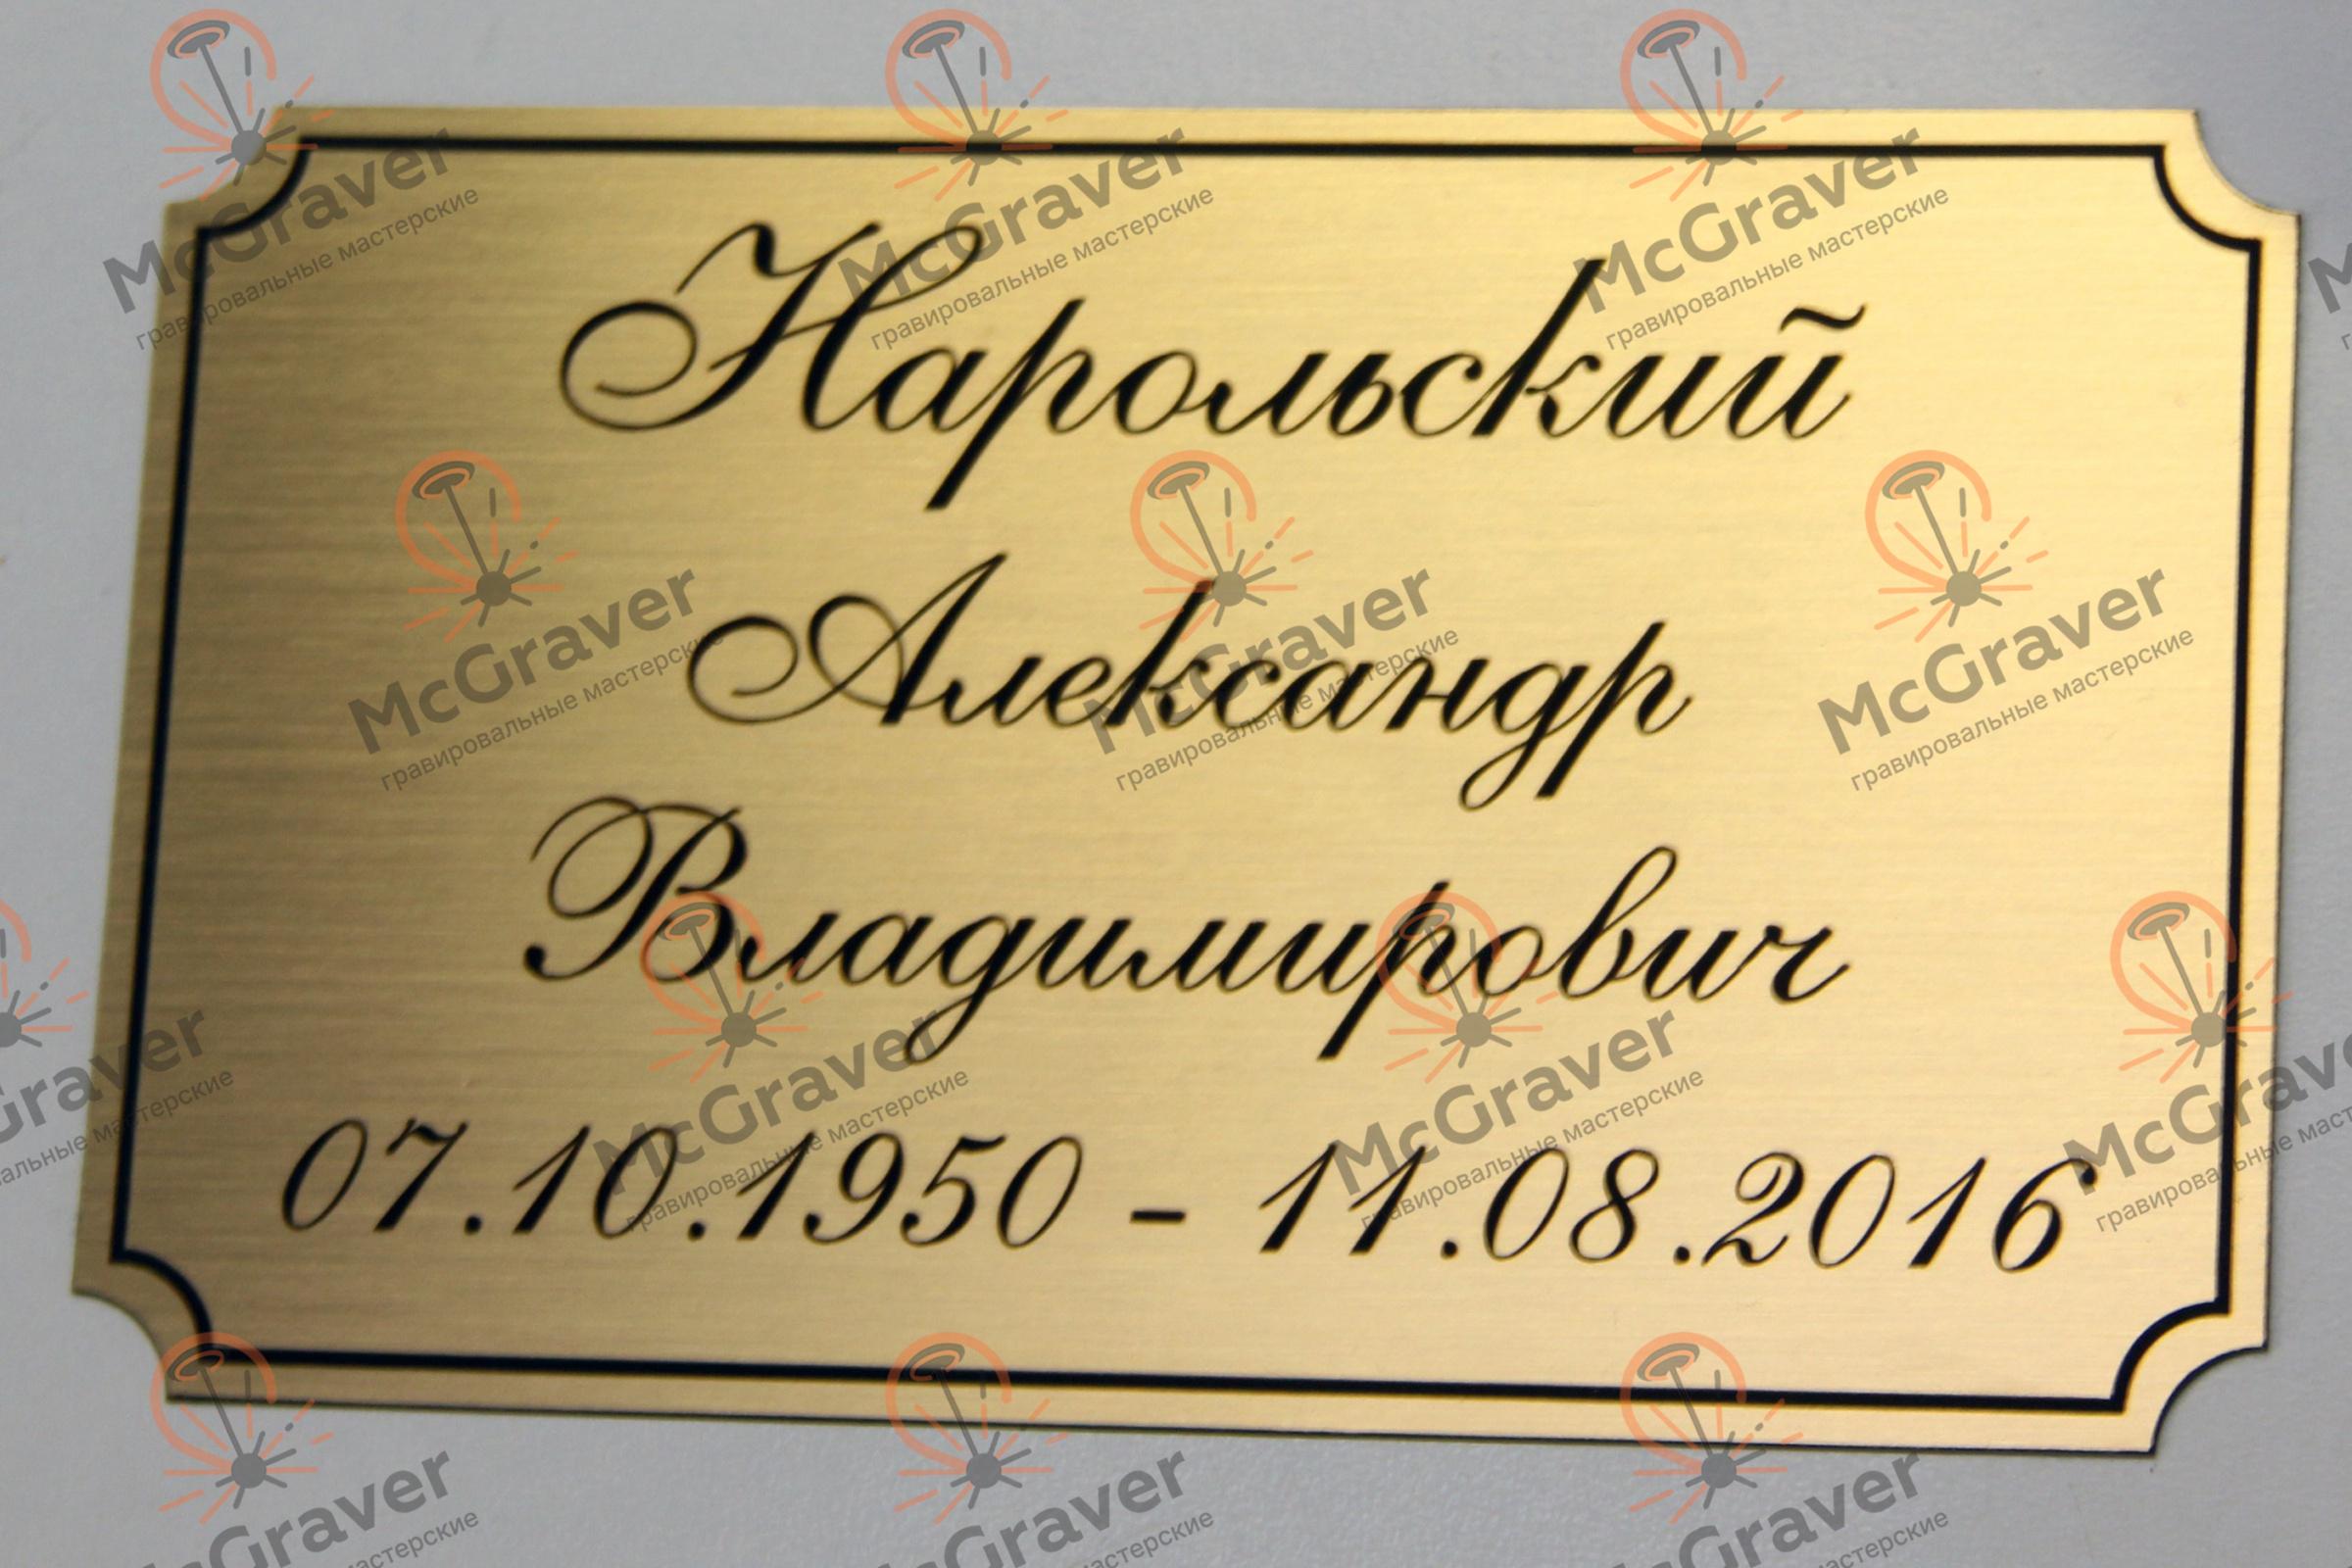 Нарольский
Александр
Владимирович
07.10.1950 - 11.08.2016
McGraver
гравировальные мастерские